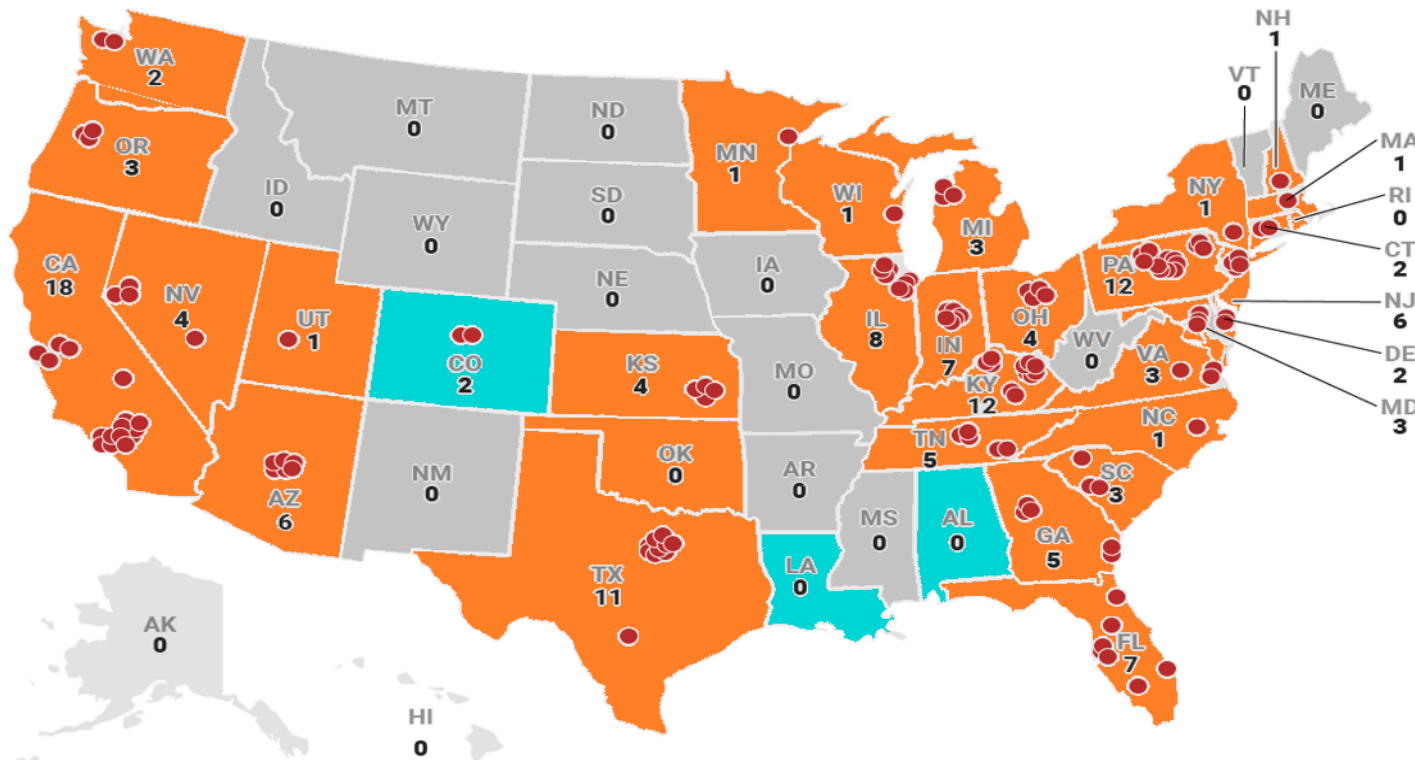 NH
1
WA
2
VT
0
ME
0
MT
0
ND
0
OR
3
MN
1
MA
1
ID
0
SD
0
WI
1
NY
1
RI
0
WY
0
MI
3
CT
2
CA
18
IA
0
PA
12
NE
0
NV
4
NJ
6
UT
1
IL
8
OH
4
IN
7
WV
0
VA
3
DE
2
CO
2
KS
4
MO
0
KY
12
MD
3
NC
1
TN
5
OK
0
AR
0
NM
0
SC
3
AZ
6
MS
0
AL
0
GA
5
TX
11
LA
0
AK
0
FL
7
HI
0